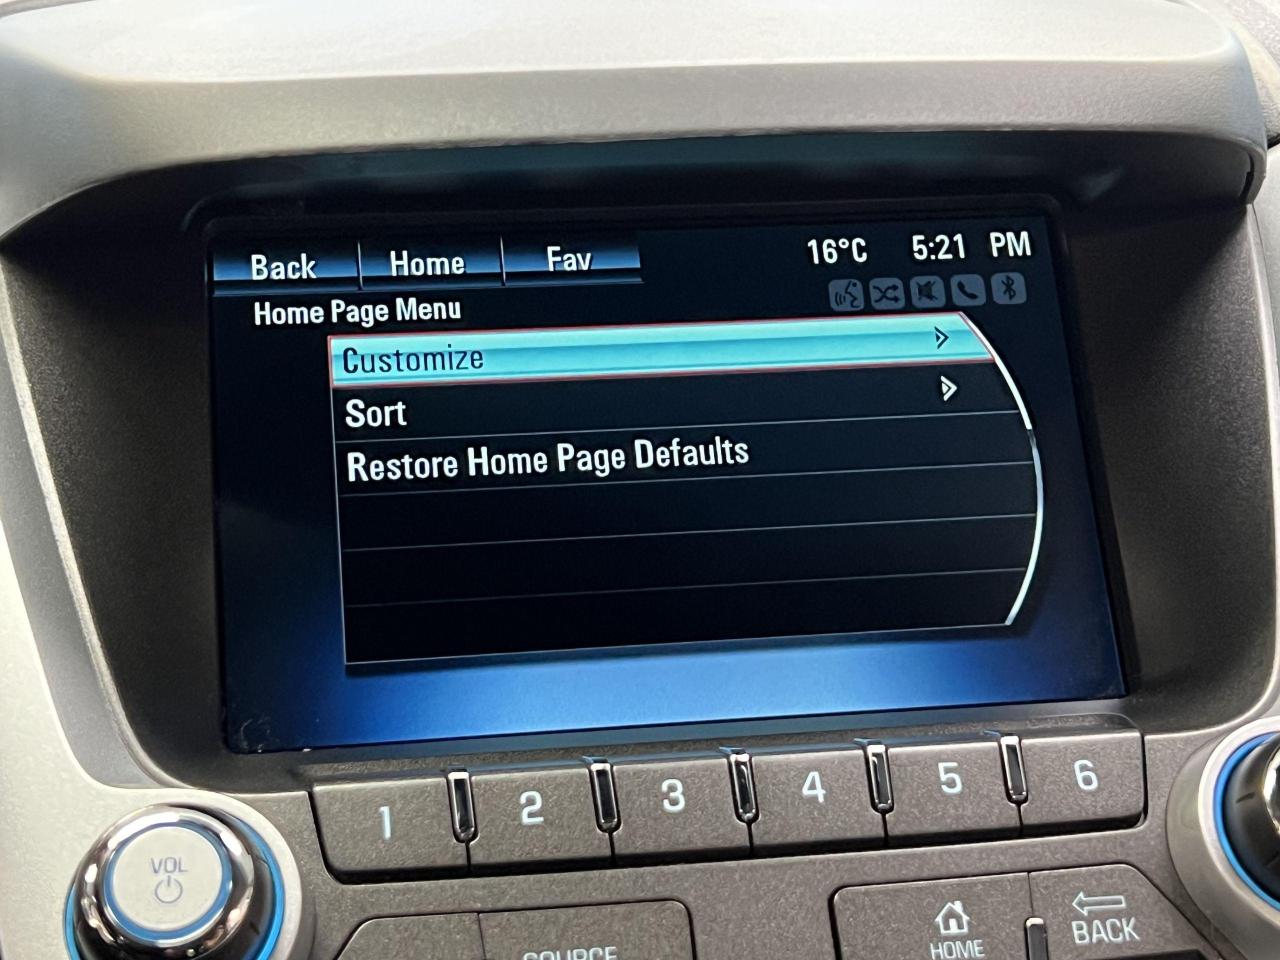 Back Home Fav 16°C 5:21 PM
Home Page Menu
Customize
Sort
Restore Home Page Defaults
1 2 3 4 5 6
VOL
SOURCE
HOME
BACK